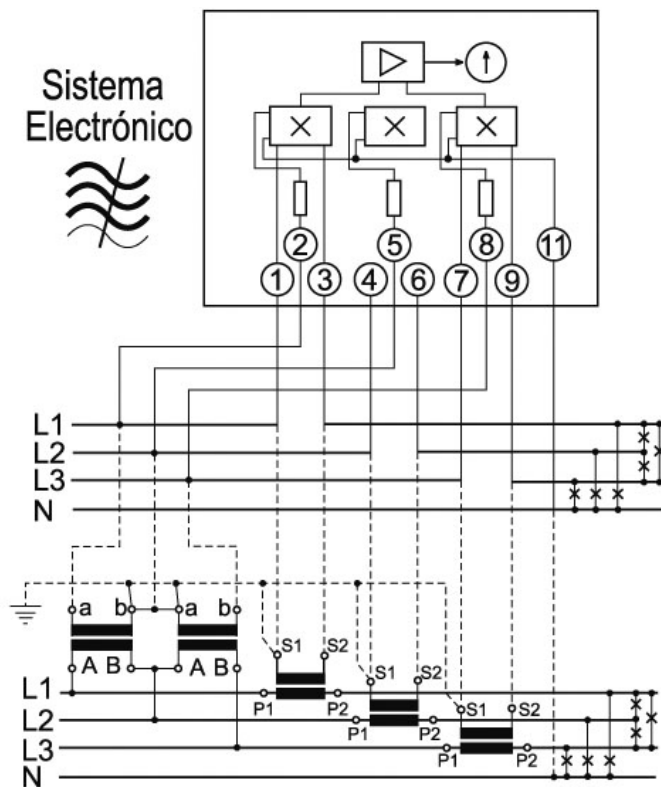 Sistema
Electrónico
2 5 8 11
1 3 4 6 7 9
L1
L2
L3
N
a b a b
A B A B
S1 S2
S1 S2
S1 S2
L1
P1 P2
L2
P1 P2
L3
P1 P2
N